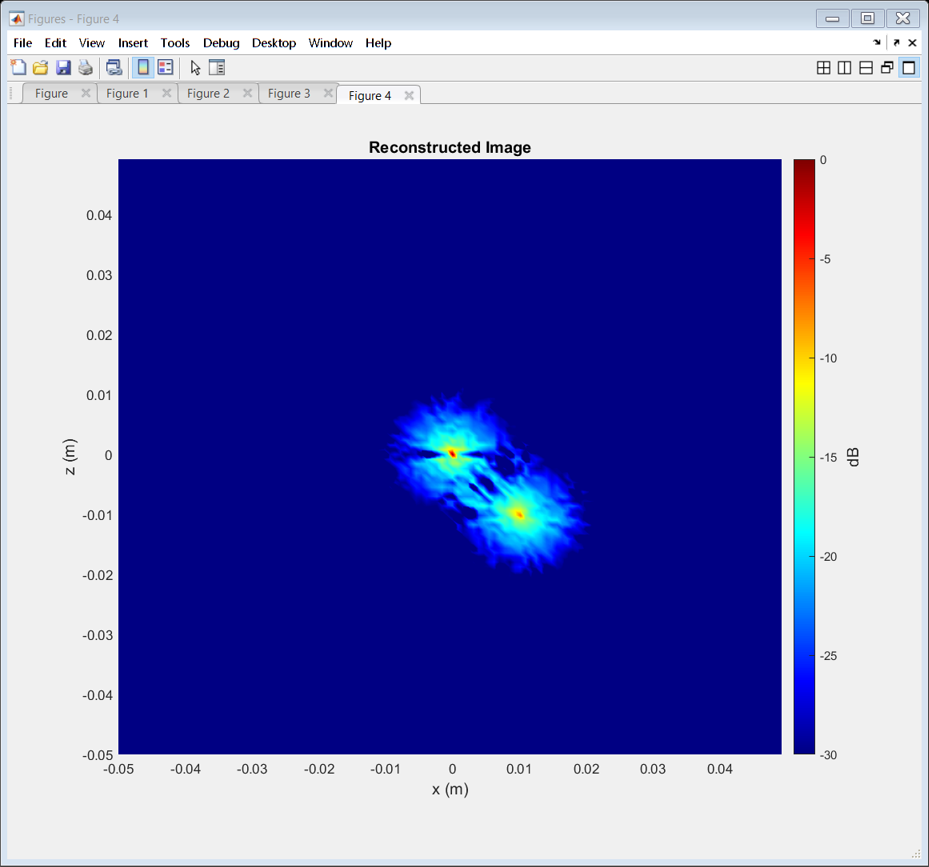 Figures - Figure 4
File Edit View Insert Tools Debug Desktop Window Help
Figure Figure 1 Figure 2 Figure 3 Figure 4
Reconstructed Image
0.04
0.03
0.02
0.01
0
-0.01
-0.02
-0.03
-0.04
-0.05
z (m)
-0.05 -0.04 -0.03 -0.02 -0.01 0 0.01 0.02 0.03 0.04
x (m)
0
-5
-10
-15
-20
-25
-30
dB